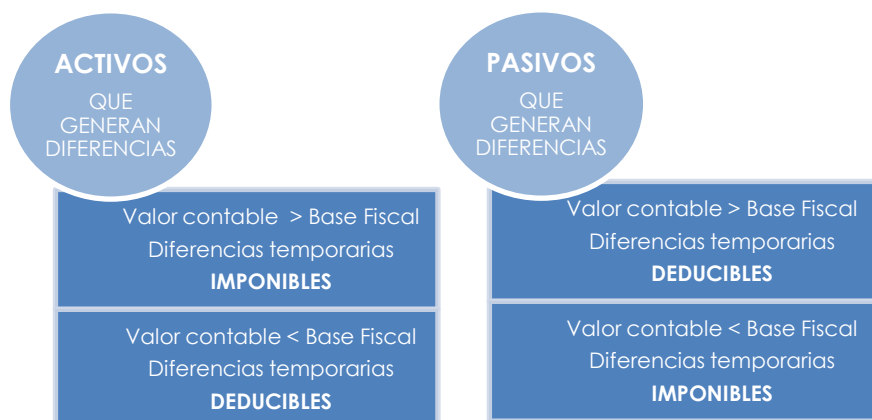 ACTIVOS
QUE
GENERAN
DIFERENCIAS
Valor contable > Base Fiscal
Diferencias temporarias
IMPONIBLES
Valor contable < Base Fiscal
Diferencias temporarias
DEDUCIBLES
PASIVOS
QUE
GENERAN
DIFERENCIAS
Valor contable > Base Fiscal
Diferencias temporarias
DEDUCIBLES
Valor contable < Base Fiscal
Diferencias temporarias
IMPONIBLES